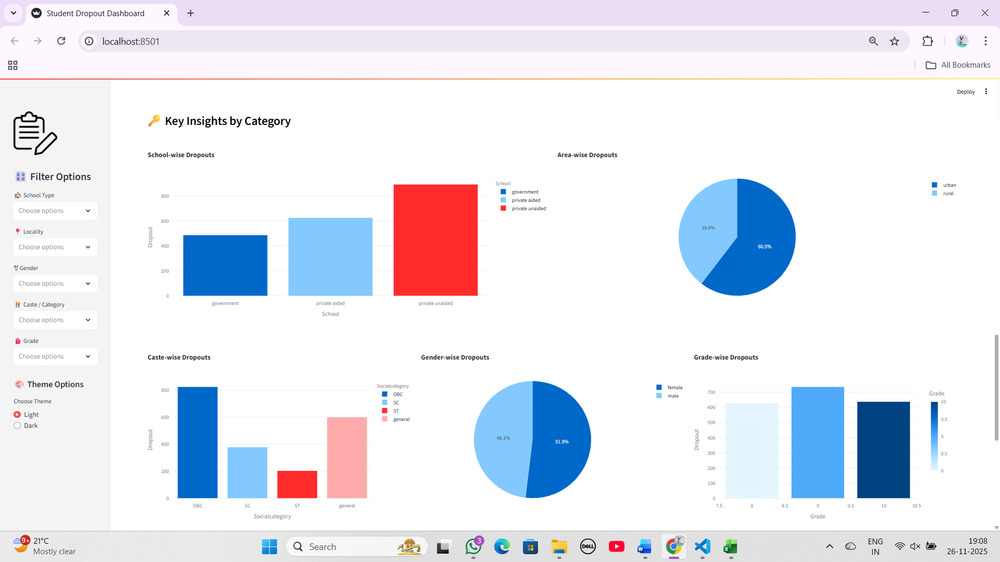 Student Dropout Dashboard
localhost:8501
All Bookmarks
Deploy
Filter Options
School Type
Choose options
Locality
Choose options
Gender
Choose options
Caste / Category
Choose options
Grade
Choose options
Theme Options
Choose Theme
Light
Dark
Key Insights by Category
School-wise Dropouts
Dropout
800
600
400
200
0
government
private aided
private unaided
School
School
government
private aided
private unaided
Area-wise Dropouts
39.6%
60.5%
urban
rural
Caste-wise Dropouts
Dropout
800
600
400
200
0
OBC
SC
ST
general
Socialcategory
Socialcategory
OBC
SC
ST
general
Gender-wise Dropouts
48.1%
51.9%
female
male
Grade-wise Dropouts
Dropout
700
600
500
400
300
200
100
0
7.5
8
8.5
9
9.5
10
10.5
Grade
Grade
10
9.5
9
8.5
8
9+
21°C
Mostly clear
Search
3
DELL
W
X
ENG
IN
19:08
26-11-2025